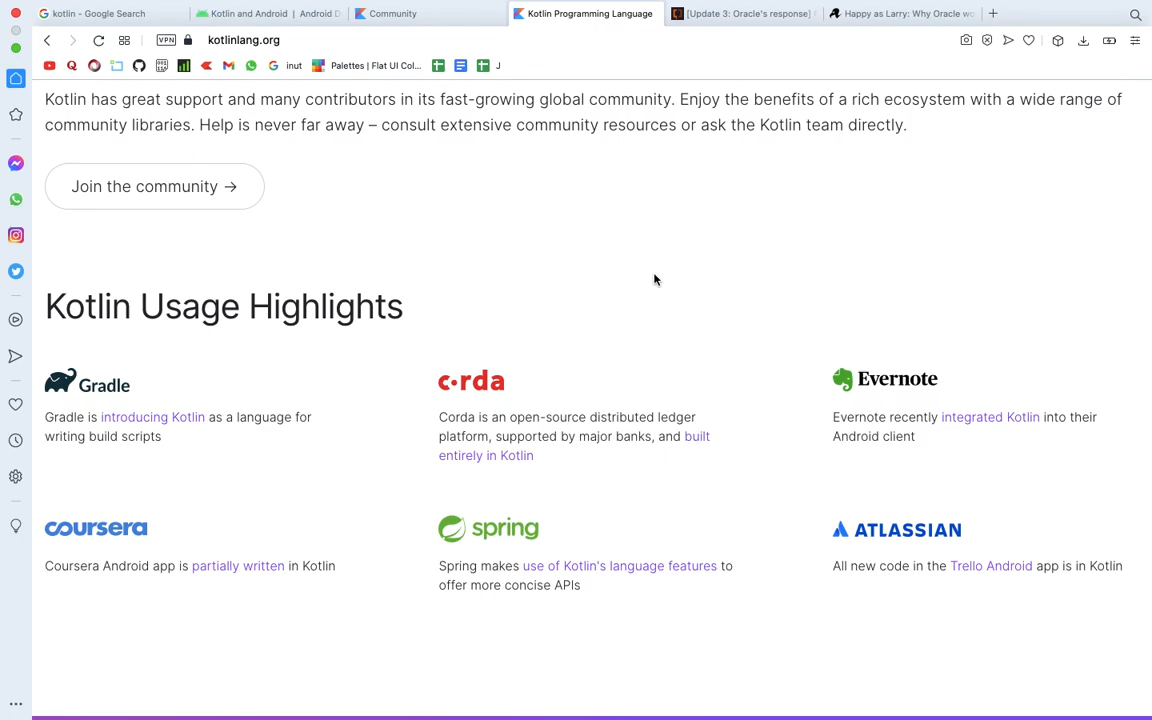 kotlin - Google Search
Kotlin and Android | Android D
Community
Kotlin Programming Language
[Update 3: Oracle's response]
Happy as Larry: Why Oracle wo
VPN
kotlinlang.org
inut
Palettes | Flat UI Col...
J
Kotlin has great support and many contributors in its fast-growing global community. Enjoy the benefits of a rich ecosystem with a wide range of
community libraries. Help is never far away – consult extensive community resources or ask the Kotlin team directly.
Join the community →
Kotlin Usage Highlights
Gradle
Gradle is introducing Kotlin as a language for
writing build scripts
c·rda
Corda is an open-source distributed ledger
platform, supported by major banks, and built
entirely in Kotlin
Evernote
Evernote recently integrated Kotlin into their
Android client
coursera
Coursera Android app is partially written in Kotlin
spring
Spring makes use of Kotlin's language features to
offer more concise APIs
ATLASSIAN
All new code in the Trello Android app is in Kotlin